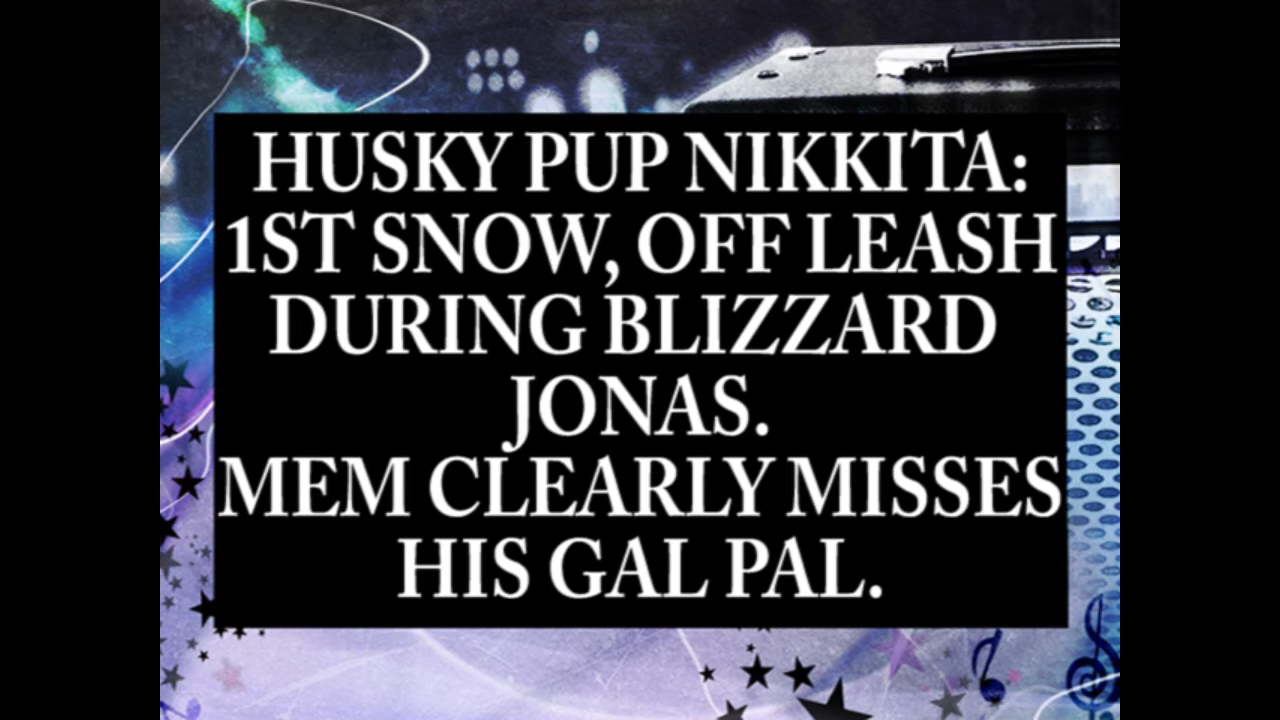 HUSKY PUP NIKKITA:
1ST SNOW, OFF LEASH
DURING BLIZZARD
JONAS.
MEM CLEARLY MISSES
HIS GAL PAL.